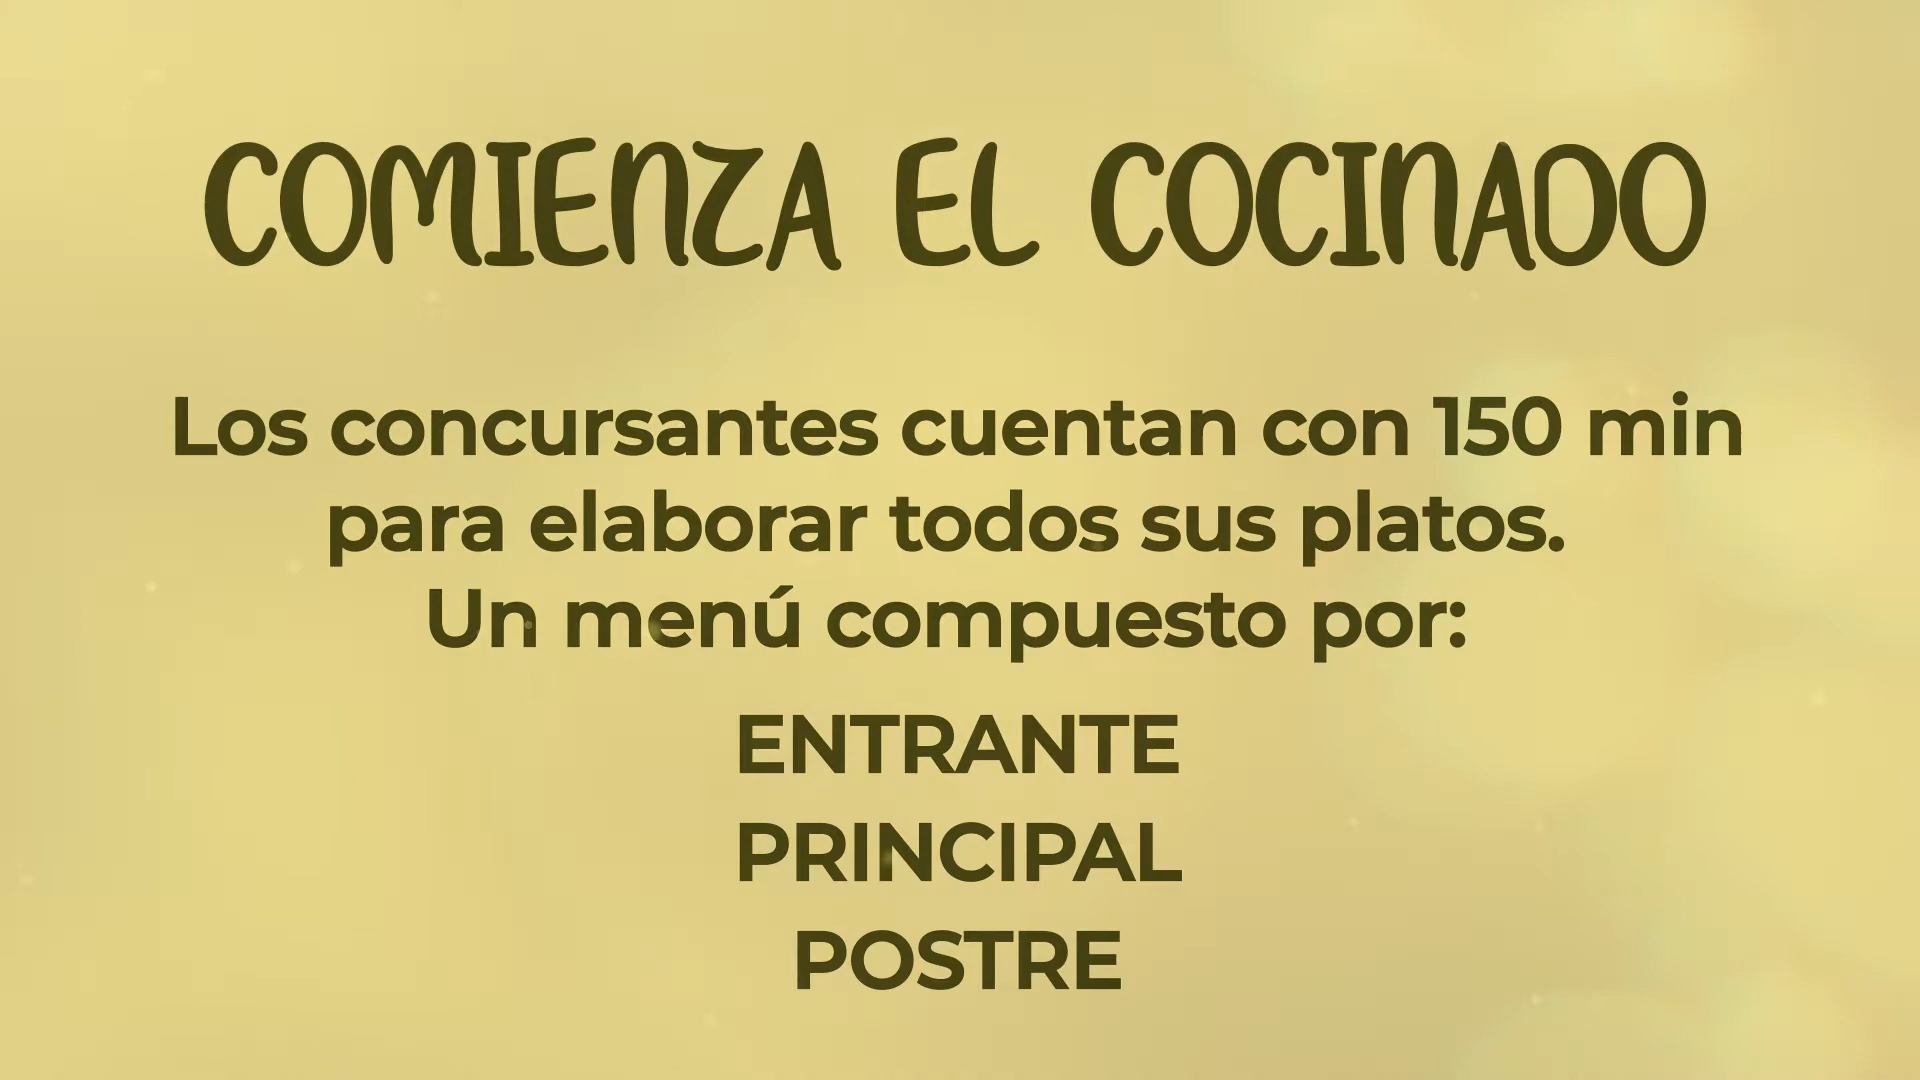 COMIENZA EL COCINADO
Los concursantes cuentan con 150 min
para elaborar todos sus platos.
Un menú compuesto por:
ENTRANTE
PRINCIPAL
POSTRE